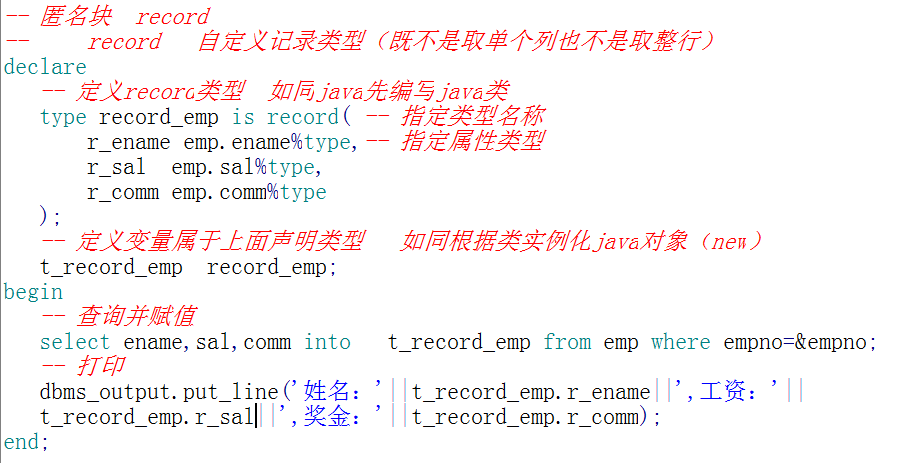 -- 匿名块  record
--     record   自定义记录类型（既不是取单个列也不是取整行）
declare
   -- 定义record类型  如同java先编写java类
   type record_emp is record( -- 指定类型名称
       r_ename emp.ename%type,-- 指定属性类型
       r_sal  emp.sal%type,
       r_comm emp.comm%type
   );
   -- 定义变量属于上面声明类型   如同根据类实例化java对象（new）
   t_record_emp  record_emp;
begin
   -- 查询并赋值
   select ename,sal,comm into   t_record_emp from emp where empno=&empno;
   -- 打印
   dbms_output.put_line('姓名：'||t_record_emp.r_ename||',工资：'||
   t_record_emp.r_sal||',奖金：'||t_record_emp.r_comm);
end;